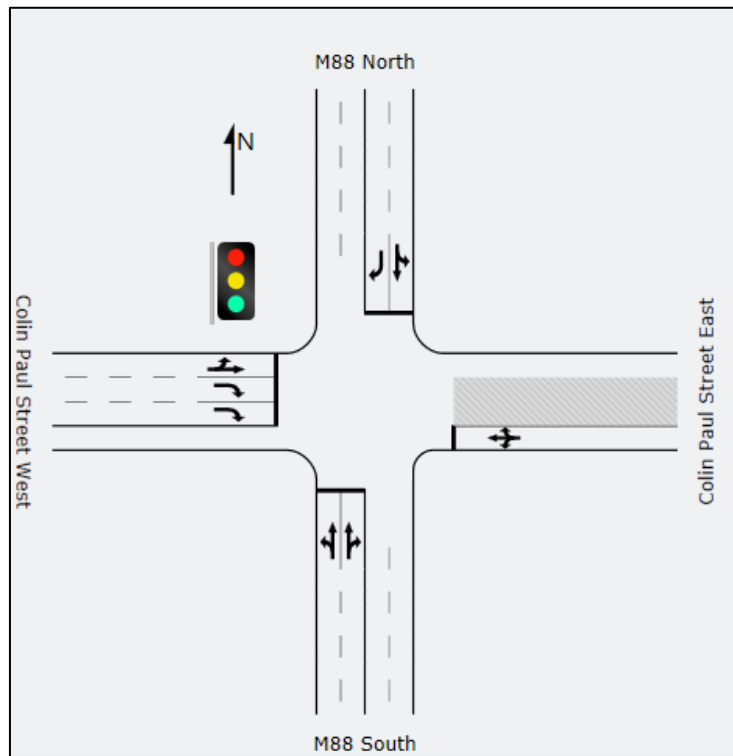 M88 North
N
Colin Paul Street West
Colin Paul Street East
M88 South